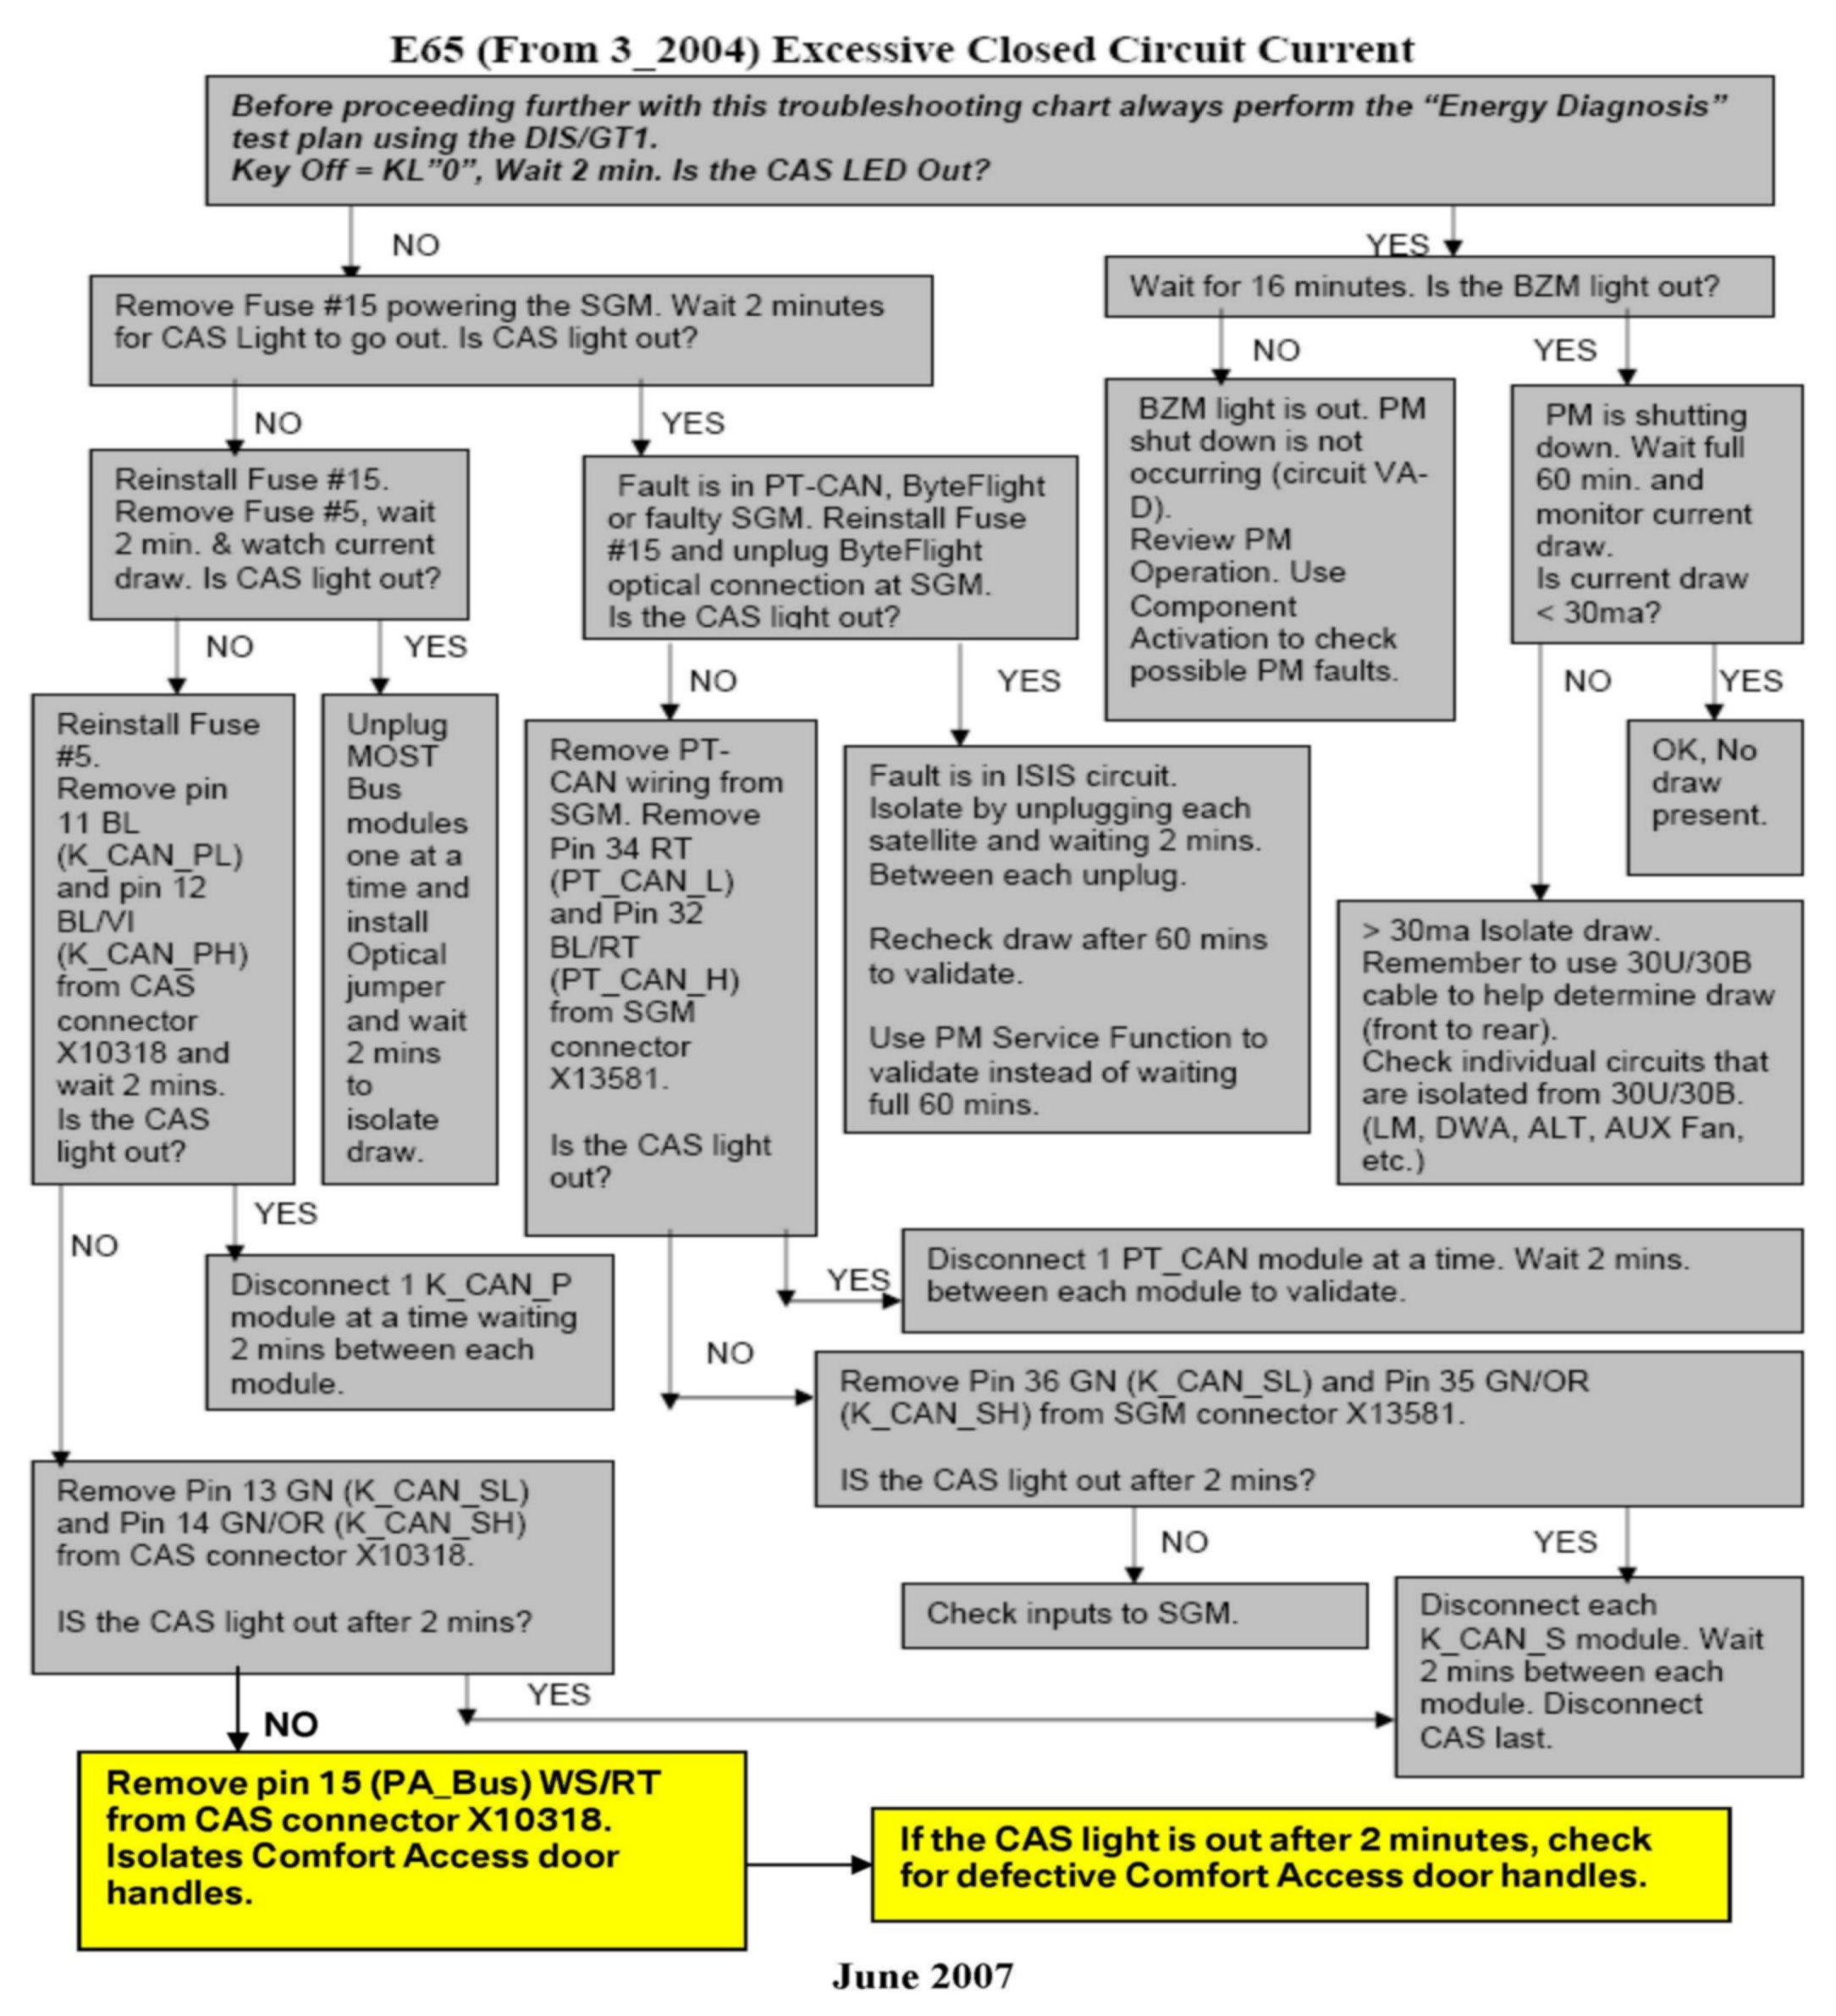 E65 (From 3_2004) Excessive Closed Circuit Current
Before proceeding further with this troubleshooting chart always perform the “Energy Diagnosis”
test plan using the DIS/GT1.
Key Off = KL”0”, Wait 2 min. Is the CAS LED Out?
NO
YES
Remove Fuse #15 powering the SGM. Wait 2 minutes
for CAS Light to go out. Is CAS light out?
Wait for 16 minutes. Is the BZM light out?
NO
YES
NO
YES
Reinstall Fuse #15.
Remove Fuse #5, wait
2 min. & watch current
draw. Is CAS light out?
Fault is in PT-CAN, ByteFlight
or faulty SGM. Reinstall Fuse
#15 and unplug ByteFlight
optical connection at SGM.
Is the CAS light out?
BZM light is out. PM
shut down is not
occurring (circuit VA-
D).
Review PM
Operation. Use
Component
Activation to check
possible PM faults.
PM is shutting
down. Wait full
60 min. and
monitor current
draw.
Is current draw
< 30ma?
NO
YES
NO
YES
NO
YES
Reinstall Fuse
#5.
Remove pin
11 BL
(K_CAN_PL)
and pin 12
BL/VI
(K_CAN_PH)
from CAS
connector
X10318 and
wait 2 mins.
Is the CAS
light out?
Unplug
MOST
Bus
modules
one at a
time and
install
Optical
jumper
and wait
2 mins
to
isolate
draw.
Remove PT-
CAN wiring from
SGM. Remove
Pin 34 RT
(PT_CAN_L)
and Pin 32
BL/RT
(PT_CAN_H)
from SGM
connector
X13581.
Is the CAS light
out?
Fault is in ISIS circuit.
Isolate by unplugging each
satellite and waiting 2 mins.
Between each unplug.
Recheck draw after 60 mins
to validate.
Use PM Service Function to
validate instead of waiting
full 60 mins.
OK, No
draw
present.
> 30ma Isolate draw.
Remember to use 30U/30B
cable to help determine draw
(front to rear).
Check individual circuits that
are isolated from 30U/30B.
(LM, DWA, ALT, AUX Fan,
etc.)
NO
YES
Disconnect 1 K_CAN_P
module at a time waiting
2 mins between each
module.
YES
Disconnect 1 PT_CAN module at a time. Wait 2 mins.
between each module to validate.
NO
Remove Pin 36 GN (K_CAN_SL) and Pin 35 GN/OR
(K_CAN_SH) from SGM connector X13581.
IS the CAS light out after 2 mins?
Remove Pin 13 GN (K_CAN_SL)
and Pin 14 GN/OR (K_CAN_SH)
from CAS connector X10318.
IS the CAS light out after 2 mins?
NO
YES
Check inputs to SGM.
Disconnect each
K_CAN_S module. Wait
2 mins between each
module. Disconnect
CAS last.
YES
NO
Remove pin 15 (PA_Bus) WS/RT
from CAS connector X10318.
Isolates Comfort Access door
handles.
If the CAS light is out after 2 minutes, check
for defective Comfort Access door handles.
June 2007